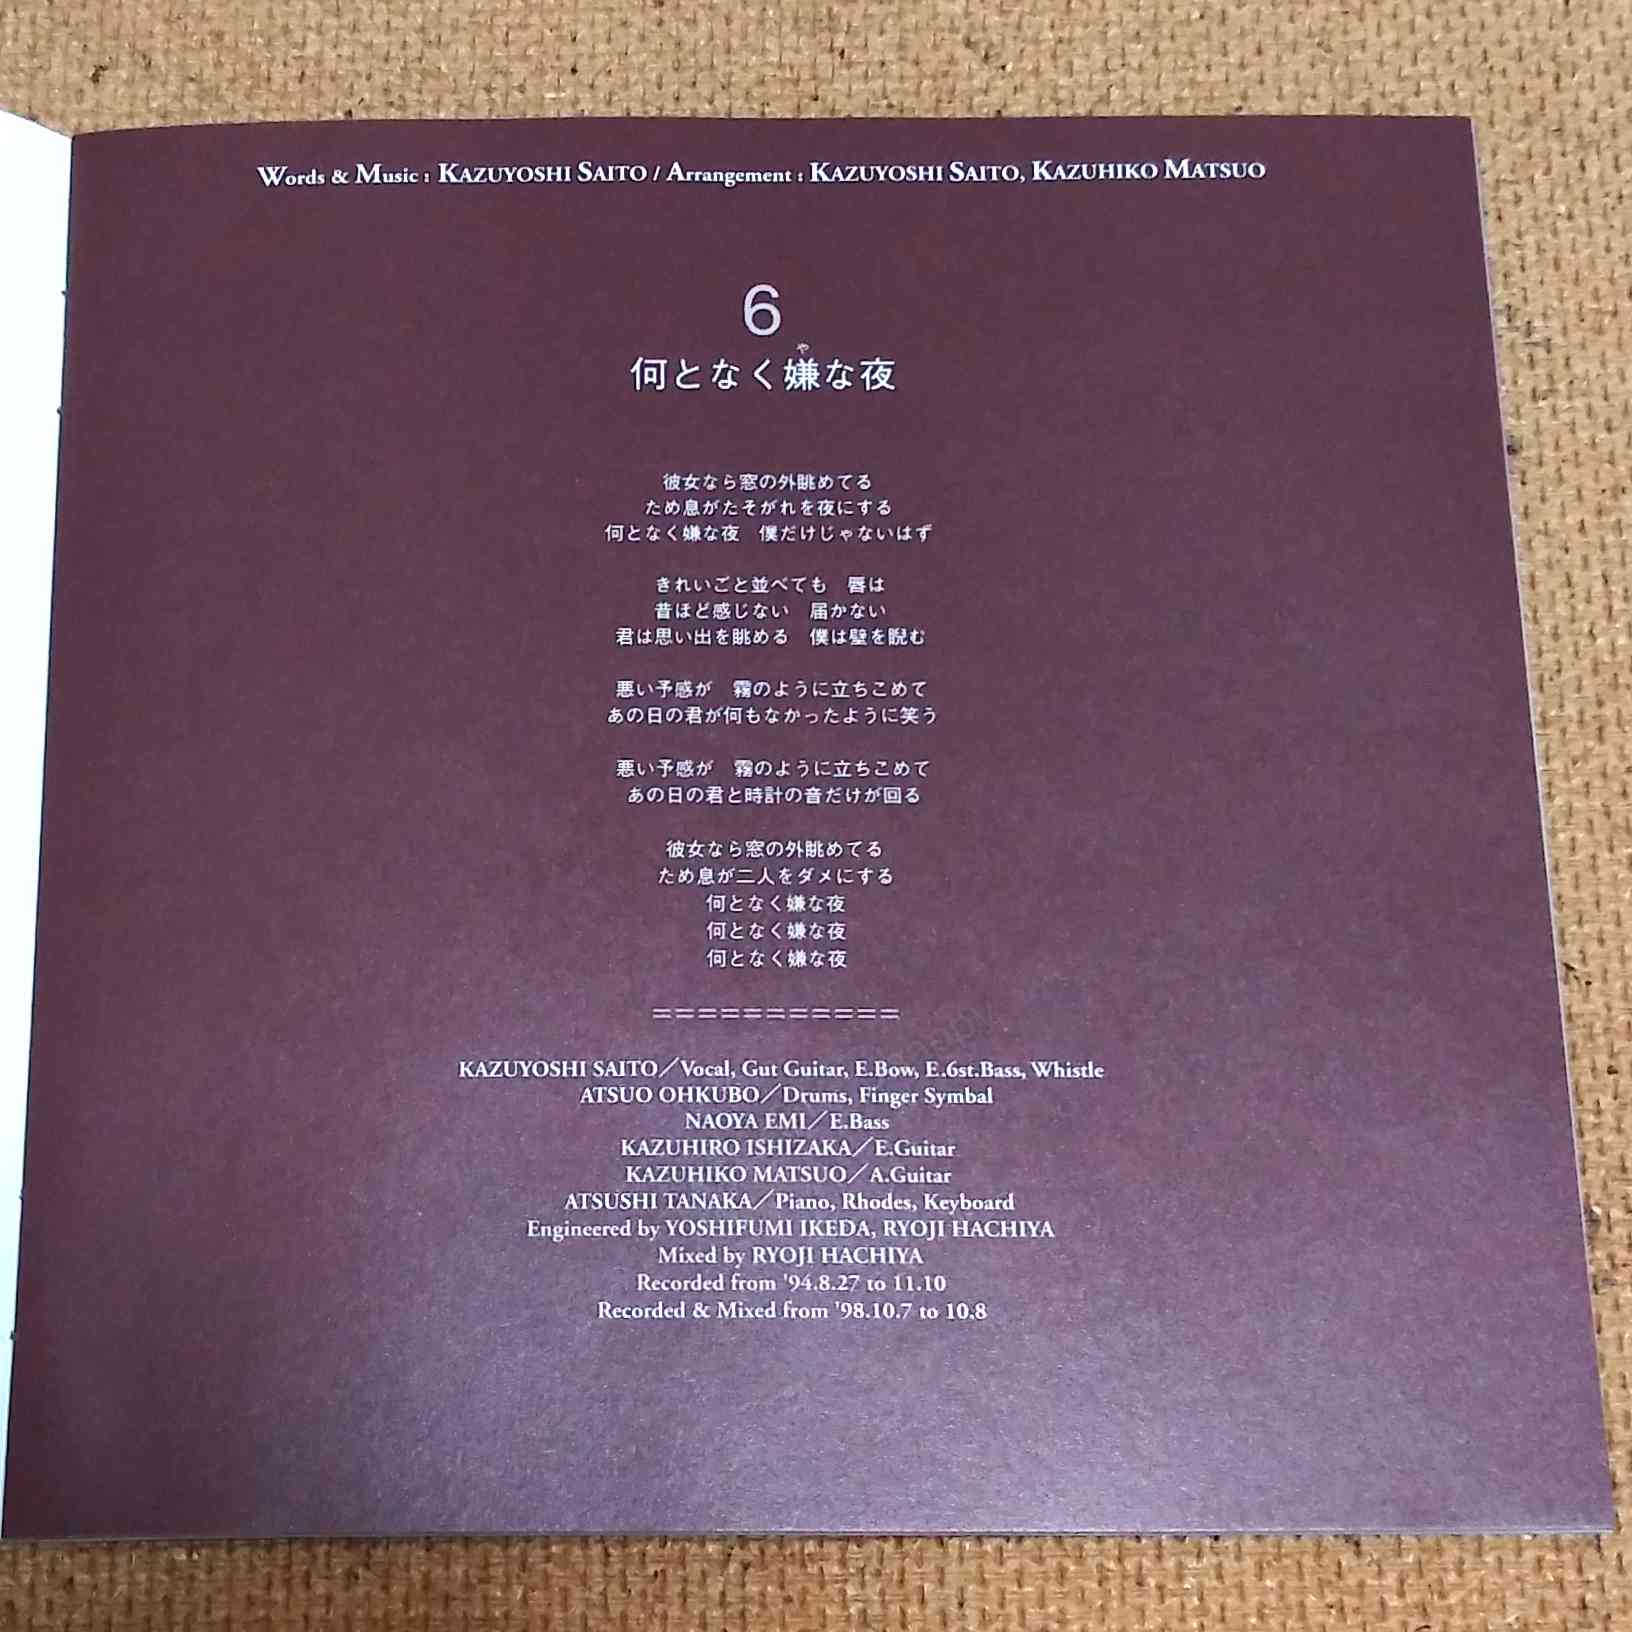 Words & Music : KAZUYOSHI SAITO / Arrangement : KAZUYOSHI SAITO, KAZUHIKO MATSUO
6
や
何となく嫌な夜
彼女なら窓の外眺めてる
ため息がたそがれを夜にする
何となく嫌な夜　僕だけじゃないはず
きれいごと並べても　唇は
昔ほど感じない　届かない
君は思い出を眺める　僕は壁を睨む
悪い予感が　霧のように立ちこめて
あの日の君が何もなかったように笑う
悪い予感が　霧のように立ちこめて
あの日の君と時計の音だけが回る
彼女なら窓の外眺めてる
ため息が二人をダメにする
何となく嫌な夜
何となく嫌な夜
何となく嫌な夜
===========
KAZUYOSHI SAITO／Vocal, Gut Guitar, E.Bow, E.6st.Bass, Whistle
ATSUO OHKUBO／Drums, Finger Symbal
NAOYA EMI／E.Bass
KAZUHIRO ISHIZAKA／E.Guitar
KAZUHIKO MATSUO／A.Guitar
ATSUSHI TANAKA／Piano, Rhodes, Keyboard
Engineered by YOSHIFUMI IKEDA, RYOJI HACHIYA
Mixed by RYOJI HACHIYA
Recorded from '94.8.27 to 11.10
Recorded & Mixed from '98.10.7 to 10.8